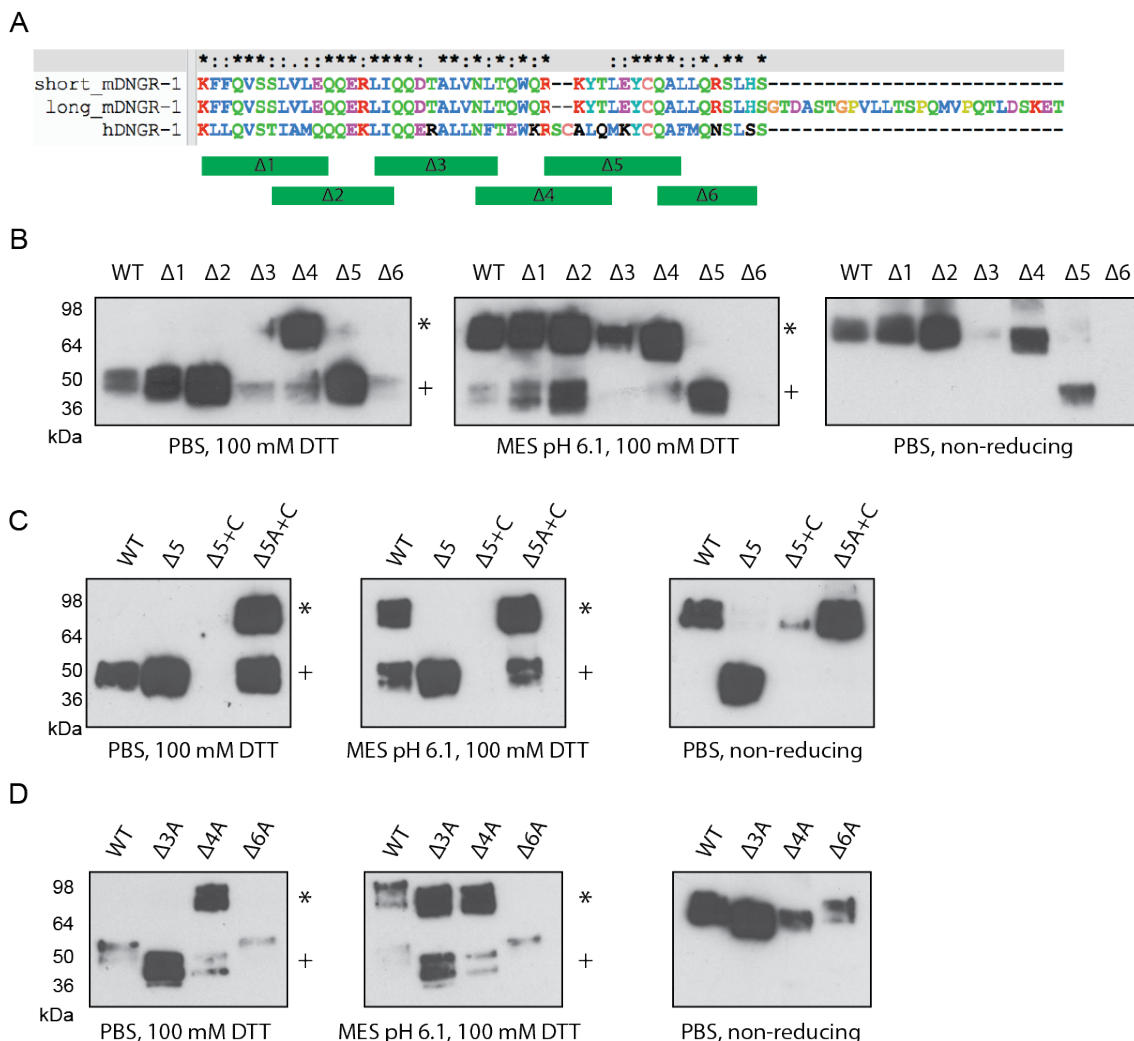 A
*::***::.::***:****: **:*:*:*:*     ::****::*.** *
short_mDNGR-1 KFFQVSSLVLEQQERLIQQDTALVNLTQWQR--KYTLEYCQALLQRSLHS--------------------------
long_mDNGR-1 KFFQVSSLVLEQQERLIQQDTALVNLTQWQR--KYTLEYCQALLQRSLHSGTDASTGPVLLTSPQMVPQTLDSKET
hDNGR-1 KLLQVSTIAMQQQEKLIQQERALLNFTEWKRSCALQMKYCQAFMQNSLSS--------------------------
Δ1 Δ3 Δ5
Δ2 Δ4 Δ6
B
WT Δ1 Δ2 Δ3 Δ4 Δ5 Δ6 WT Δ1 Δ2 Δ3 Δ4 Δ5 Δ6 WT Δ1 Δ2 Δ3 Δ4 Δ5 Δ6
98
* *
64
50
+ +
36
kDa
PBS, 100 mM DTT MES pH 6.1, 100 mM DTT PBS, non-reducing
C
WT Δ5 Δ5+C Δ5A+C WT Δ5 Δ5+C Δ5A+C WT Δ5 Δ5+C Δ5A+C
98
* *
64
50
+ +
36
kDa
PBS, 100 mM DTT MES pH 6.1, 100 mM DTT PBS, non-reducing
D
WT Δ3A Δ4A Δ6A WT Δ3A Δ4A Δ6A WT Δ3A Δ4A Δ6A
98
* *
64
50
+ +
36
kDa
PBS, 100 mM DTT MES pH 6.1, 100 mM DTT PBS, non-reducing